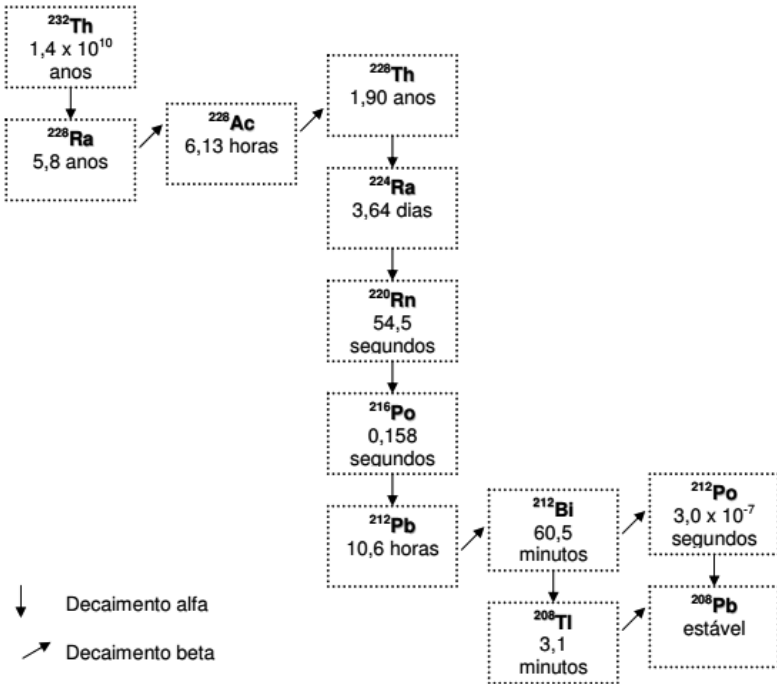 ²³²Th
1,4 x 10¹⁰
anos
²²⁸Ra
5,8 anos
²²⁸Ac
6,13 horas
²²⁸Th
1,90 anos
²²⁴Ra
3,64 dias
²²⁰Rn
54,5
segundos
²¹⁶Po
0,158
segundos
²¹²Pb
10,6 horas
²¹²Bi
60,5
minutos
²¹²Po
3,0 x 10⁻⁷
segundos
²⁰⁸Tl
3,1
minutos
²⁰⁸Pb
estável
Decaimento alfa
Decaimento beta